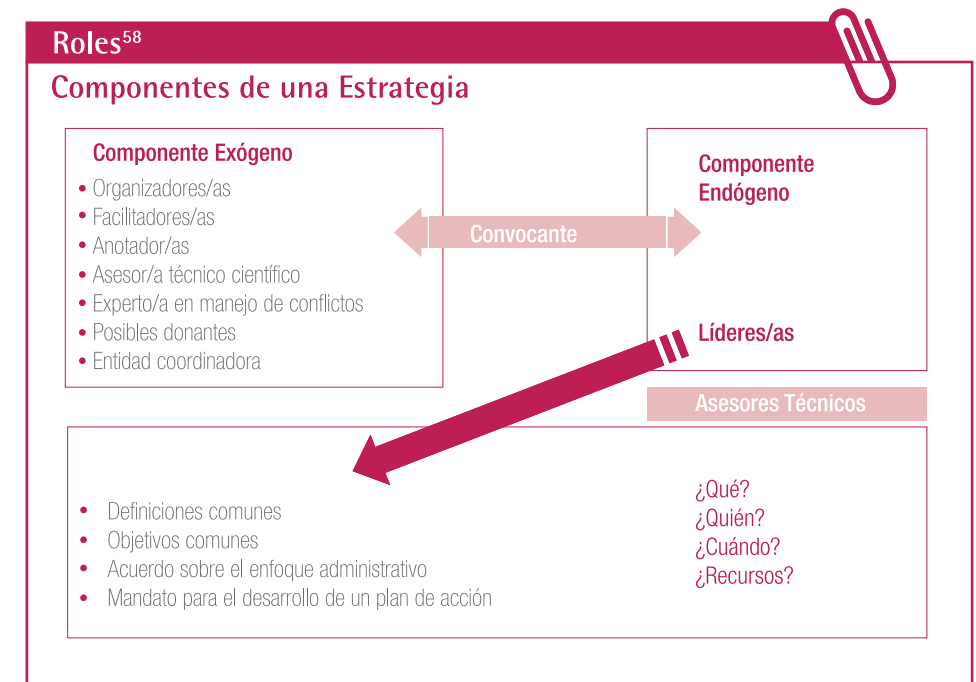 Roles⁵⁸
Componentes de una Estrategia
Componente Exógeno
• Organizadores/as
• Facilitadores/as
• Anotador/as
• Asesor/a técnico científico
• Experto/a en manejo de conflictos
• Posibles donantes
• Entidad coordinadora
Convocante
Componente
Endógeno
Líderes/as
Asesores Técnicos
• Definiciones comunes
• Objetivos comunes
• Acuerdo sobre el enfoque administrativo
• Mandato para el desarrollo de un plan de acción
¿Qué?
¿Quién?
¿Cuándo?
¿Recursos?